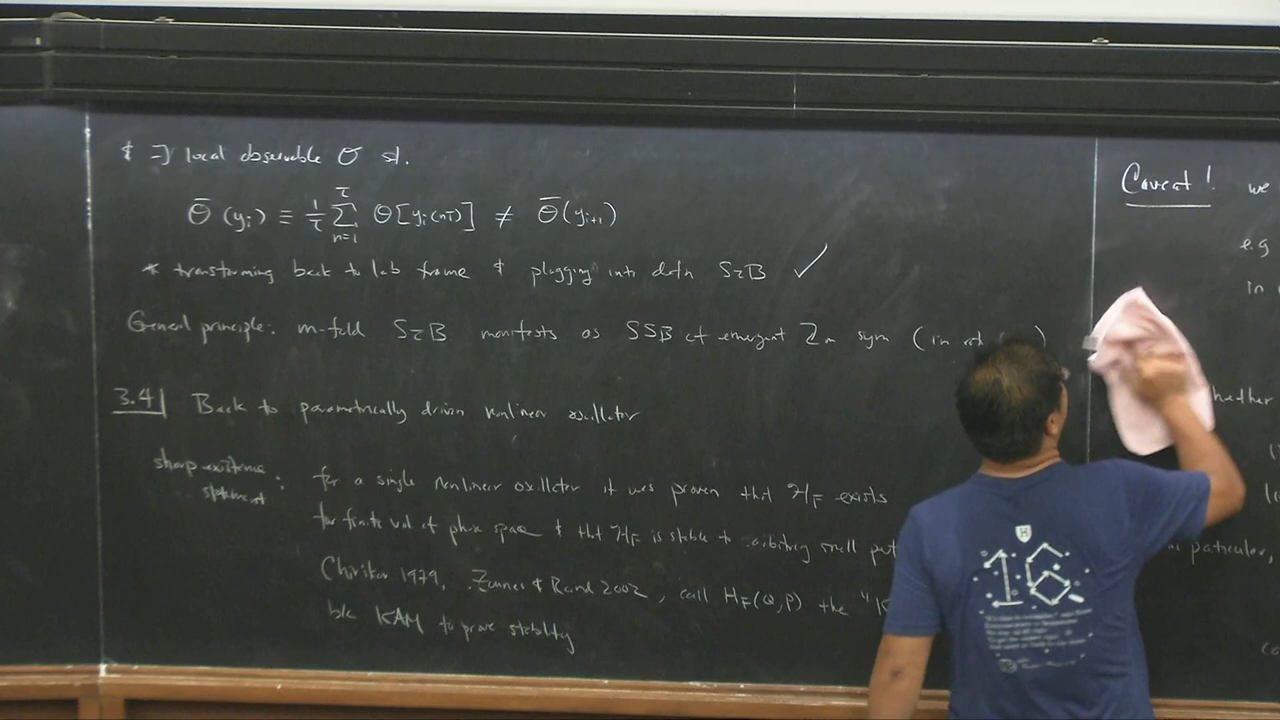 & ∃ local observable O st.
Ō (yᵢ) ≡ 1/τ Σ_{n=1}^{τ} O[yᵢ(nT)] ≠ Ō(yᵢ₊₁)
* transforming back to lab frame & plugging into defn SτB ✓
General principle: m-fold SτB manifests as SSB of emergent Zₘ sym (in rot
3.4| Back to parametrically driven nonlinear oscillator
sharp existence statement : for a single nonlinear oscillator it was proven that H_F exists
for finite vol of phase space & tht H_F is stable to arbitrary small
Chirikov 1979, Zounes & Rand 2002, call H_F(Q,P) the "K
b/c KAM to prove stability
Caveat! we
e.g
in
particular,
16